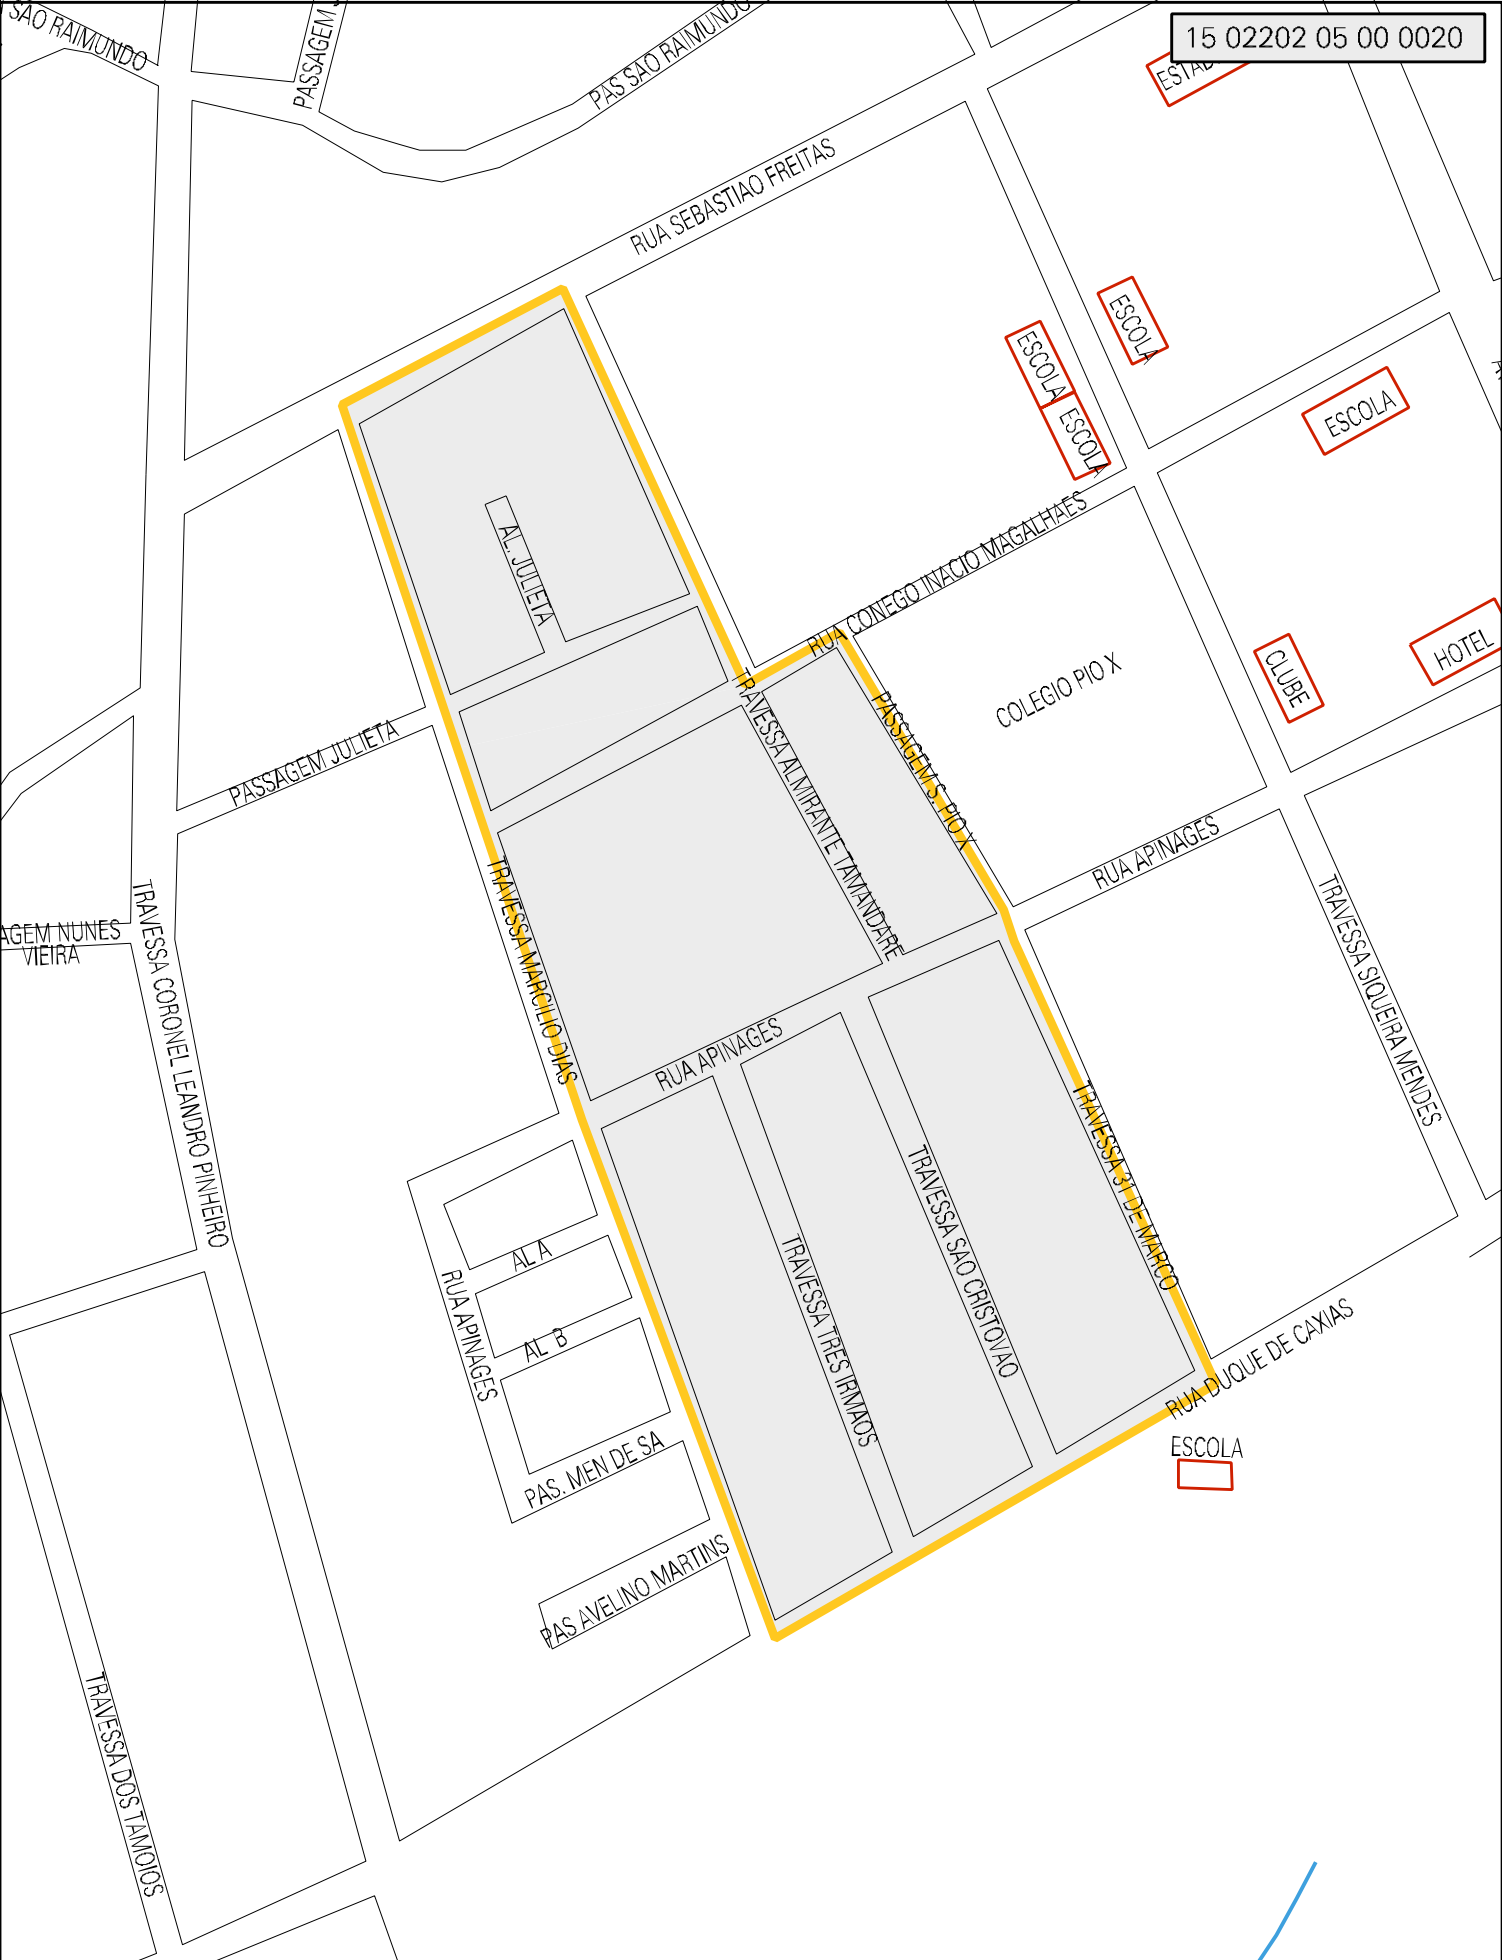 SAO RAIMUNDO
PAS SAO RAIMUNDO
15 02202 05 00 0020
RUA SEBASTIAO FREITAS
ESCOLA
ESCOLA
ESCOLA
ESCOLA
AL. JULIETA
RUA CONEGO INACIO MAGALHAES
COLEGIO PIO X
CLUBE
HOTEL
PASSAGEM JULIETA
TRAVESSA ALMIRANTE TAMANDARE
PASSAGEM S. PIO X
RUA APINAGES
TRAVESSA MARCILIO DIAS
AGEM NUNES
VIEIRA
TRAVESSA CORONEL LEANDRO PINHEIRO
TRAVESSA SIQUEIRA MENDES
RUA APINAGES
TRAVESSA 31 DE MARCO
TRAVESSA SAO CRISTOVAO
TRAVESSA TRES IRMAOS
AL A
RUA APINAGES
AL B
RUA DUQUE DE CAXIAS
ESCOLA
PAS. MEN DE SA
PAS AVELINO MARTINS
TRAVESSA DOS TAMOIOS